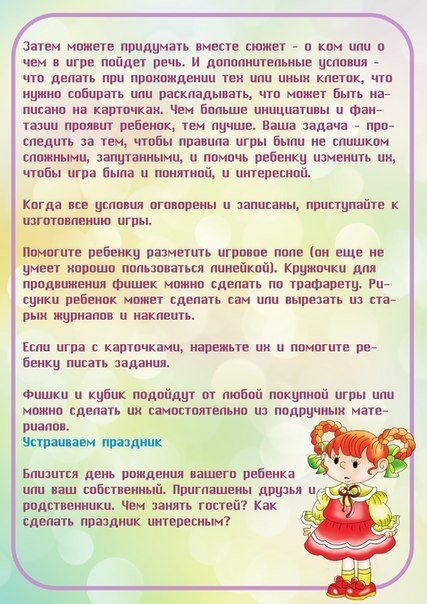 Затем можете придумать вместе сюжет - о ком или о
чем в игре пойдет речь. И дополнительные условия -
что делать при прохождении тех или иных клеток, что
нужно собирать или раскладывать, что может быть на-
писано на карточках. Чем больше инициативы и фан-
тазии проявит ребенок, тем лучше. Ваша задача - про-
следить за тем, чтобы правила игры были не слишком
сложными, запутанными, и помочь ребенку изменить их,
чтобы игра была и понятной, и интересной.
Когда все условия оговорены и записаны, приступайте к
изготовлению игры.
Помогите ребенку разметить игровое поле (он еще не
умеет хорошо пользоваться линейкой). Кружочки для
продвижения фишек можно сделать по трафарету. Ри-
сунки ребенок может сделать сам или вырезать из ста-
рых журналов и наклеить.
Если игра с карточками, нарежьте их и помогите ре-
бенку писать задания.
Фишки и кубик подойдут от любой покупной игры или
можно сделать их самостоятельно из подручных мате-
риалов.
Устраиваем праздник
Близится день рождения вашего ребенка
или ваш собственный. Приглашены друзья и
родственники. Чем занять гостей? Как
сделать праздник интересным?